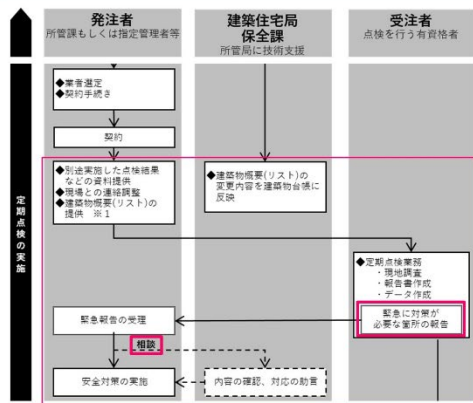 発注者
所管課もしくは指定管理者等
建築住宅局
保全課
所管局に技術支援
受注者
点検を行う有資格者
定期点検の実施
◆業者選定
◆契約手続き
契約
◆別途実施した点検結果
などの資料提供
◆現場との連絡調整
◆建築物概要(リスト)の
提供 ※1
◆建築物概要(リスト)の
変更内容を建築物台帳に
反映
◆定期点検業務
・現地調査
・報告書作成
・データ作成
緊急に対策が
必要な箇所の報告
緊急報告の受理
相談
安全対策の実施
内容の確認、対応の助言